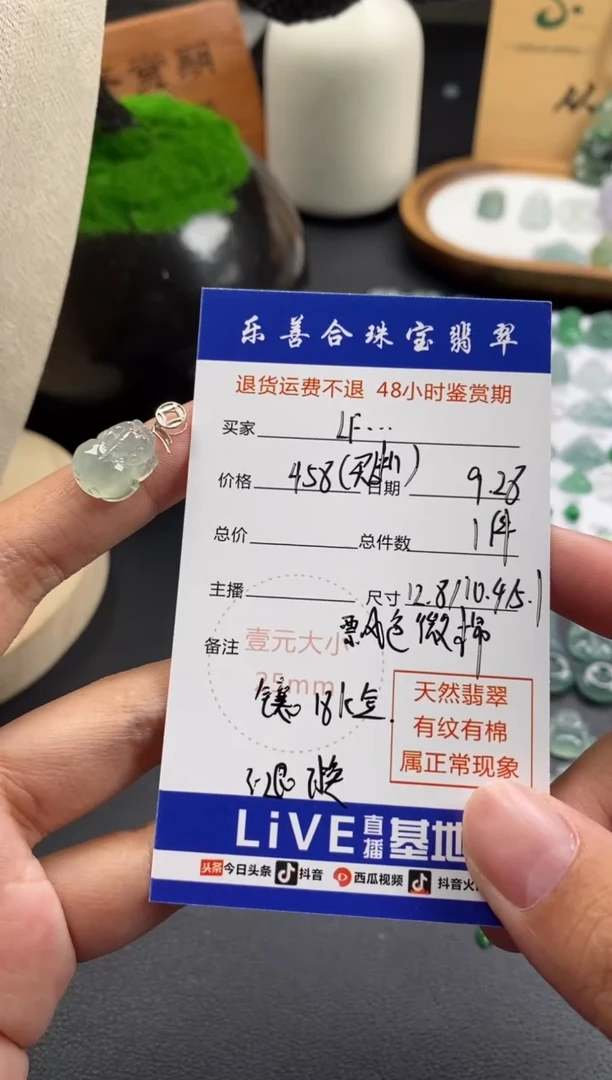 乐善合珠宝翡翠
退货运费不退 48小时鉴赏期
买家 LF...
价格 458 日期 9.28
总价 总件数 1件
主播 尺寸 12.8/10.4/5.1
备注 壹元大小
25mm
飘色微棉
镶18k金
不退换
天然翡翠
有纹有棉
属正常现象
LiVE直播基地
头条 今日头条 抖音 西瓜视频 抖音火